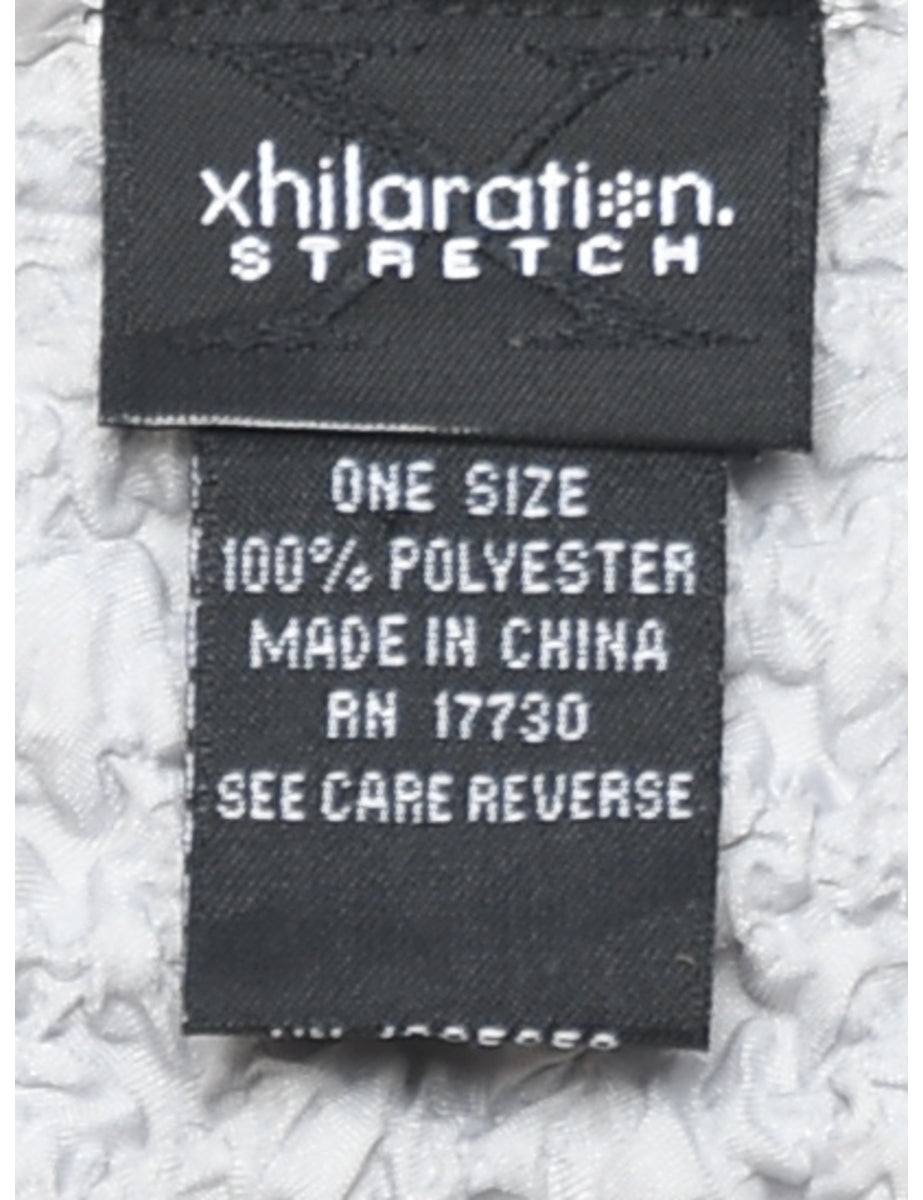 xhilaration.
STRETCH
ONE SIZE
100% POLYESTER
MADE IN CHINA
RN 17730
SEE CARE REVERSE